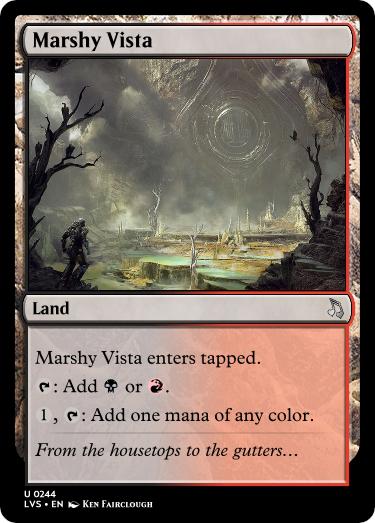 Marshy Vista
Land
Marshy Vista enters tapped.
: Add or .
1, : Add one mana of any color.
From the housetops to the gutters…
U 0244
LVS • EN Ken Fairclough